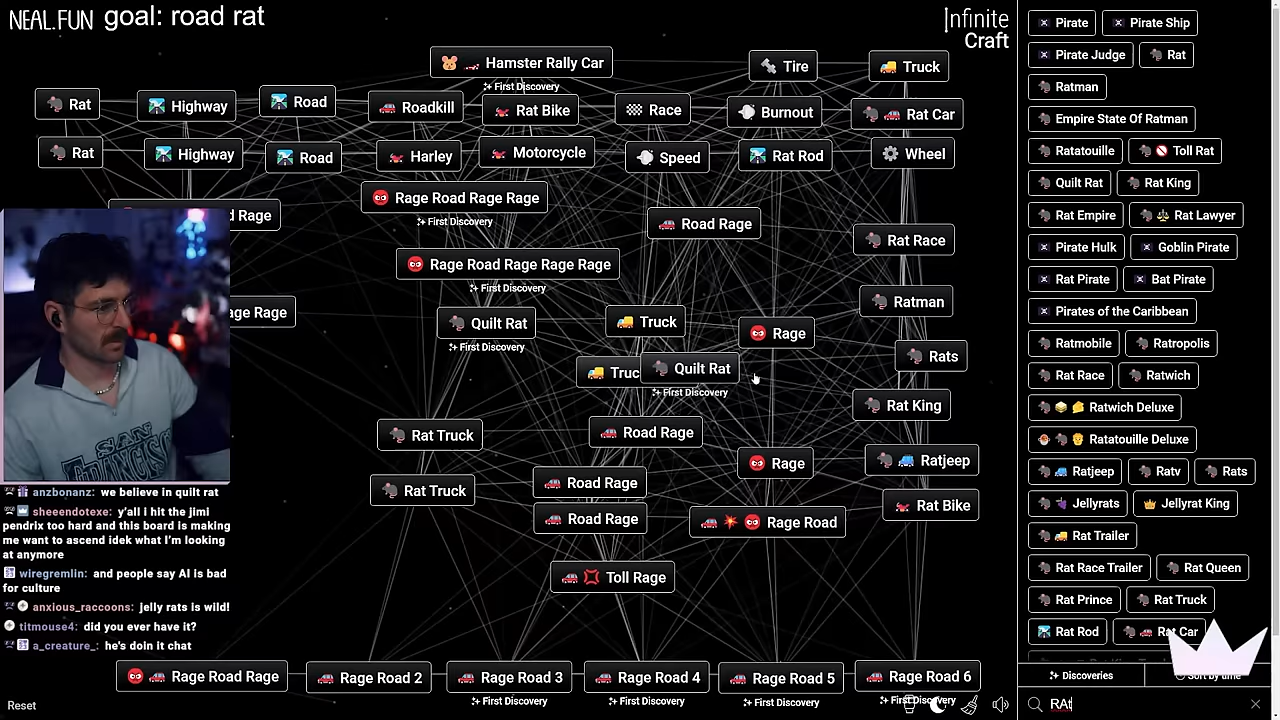 NEAL.FUN goal: road rat
Infinite
Craft
Hamster Rally Car
First Discovery
Tire
Truck
Rat
Highway
Road
Roadkill
Rat Bike
Race
Burnout
Rat Car
Rat
Highway
Road
Harley
Motorcycle
Speed
Rat Rod
Wheel
d Rage
Rage Road Rage Rage
First Discovery
Road Rage
Rat Race
Rage Road Rage Rage Rage
First Discovery
Ratman
age Rage
Quilt Rat
First Discovery
Truck
Rage
Rats
Truc
Quilt Rat
First Discovery
Rat King
Rat Truck
Road Rage
Rage
Ratjeep
Rat Truck
Road Rage
Rat Bike
Road Rage
Rage Road
Toll Rage
Rage Road Rage
Rage Road 2
Rage Road 3
First Discovery
Rage Road 4
First Discovery
Rage Road 5
First Discovery
Rage Road 6
First Discovery
Reset
SAN
FRANCIS
anzbonanz: we believe in quilt rat
sheeendotexe: y'all i hit the jimi
pendrix too hard and this board is making
me want to ascend idek what I'm looking
at anymore
wiregremlin: and people say AI is bad
for culture
anxious_raccoons: jelly rats is wild!
titmouse4: did you ever have it?
a_creature_: he's doin it chat
Pirate
Pirate Ship
Pirate Judge
Rat
Ratman
Empire State Of Ratman
Ratatouille
Toll Rat
Quilt Rat
Rat King
Rat Empire
Rat Lawyer
Pirate Hulk
Goblin Pirate
Rat Pirate
Bat Pirate
Pirates of the Caribbean
Ratmobile
Ratropolis
Rat Race
Ratwich
Ratwich Deluxe
Ratatouille Deluxe
Ratjeep
Ratv
Rats
Jellyrats
Jellyrat King
Rat Trailer
Rat Race Trailer
Rat Queen
Rat Prince
Rat Truck
Rat Rod
Rat Car
Discoveries
Sort by time
RAt